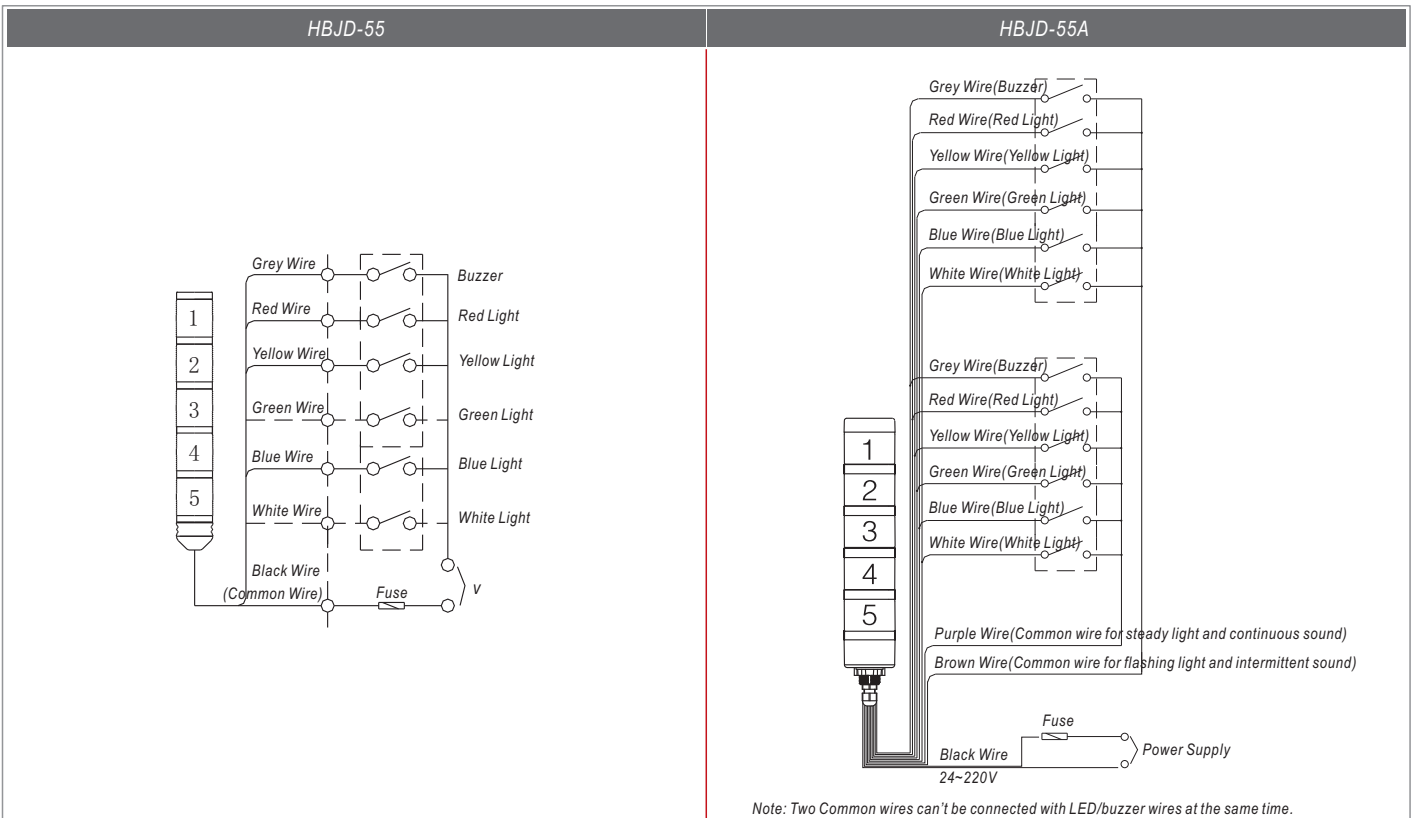 HBJD-55
HBJD-55A
Grey Wire
Buzzer
1
Red Wire
Red Light
2
Yellow Wire
Yellow Light
3
Green Wire
Green Light
4
Blue Wire
Blue Light
5
White Wire
White Light
Black Wire
(Common Wire)
Fuse
V
Grey Wire(Buzzer)
Red Wire(Red Light)
Yellow Wire(Yellow Light)
Green Wire(Green Light)
Blue Wire(Blue Light)
White Wire(White Light)
Grey Wire(Buzzer)
Red Wire(Red Light)
Yellow Wire(Yellow Light)
Green Wire(Green Light)
Blue Wire(Blue Light)
White Wire(White Light)
1
2
3
4
5
Purple Wire(Common wire for steady light and continuous sound)
Brown Wire(Common wire for flashing light and intermittent sound)
Fuse
Black Wire
Power Supply
24~220V
Note: Two Common wires can't be connected with LED/buzzer wires at the same time.